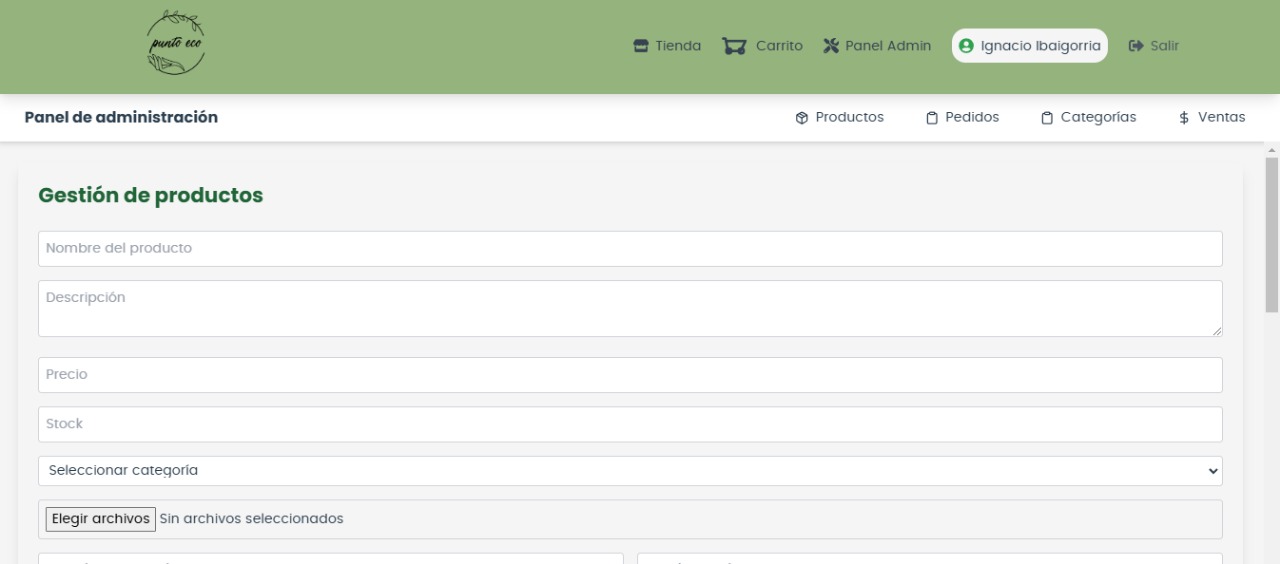 punto eco
Tienda
Carrito
Panel Admin
Ignacio Ibaigorria
Salir
Panel de administración
Productos
Pedidos
Categorías
Ventas
Gestión de productos
Nombre del producto
Descripción
Precio
Stock
Seleccionar categoría
Elegir archivos Sin archivos seleccionados